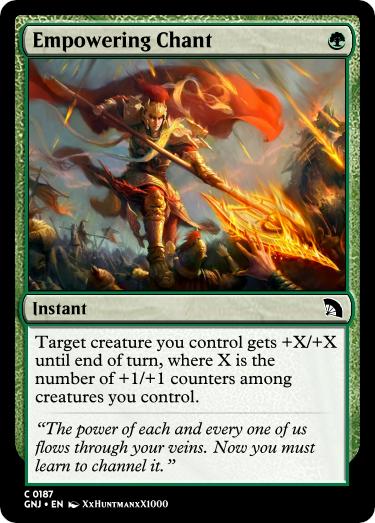 Empowering Chant
Instant
Target creature you control gets +X/+X
until end of turn, where X is the
number of +1/+1 counters among
creatures you control.
“The power of each and every one of us
flows through your veins. Now you must
learn to channel it.”
C 0187
GNJ • EN XxHuntmanxX1000